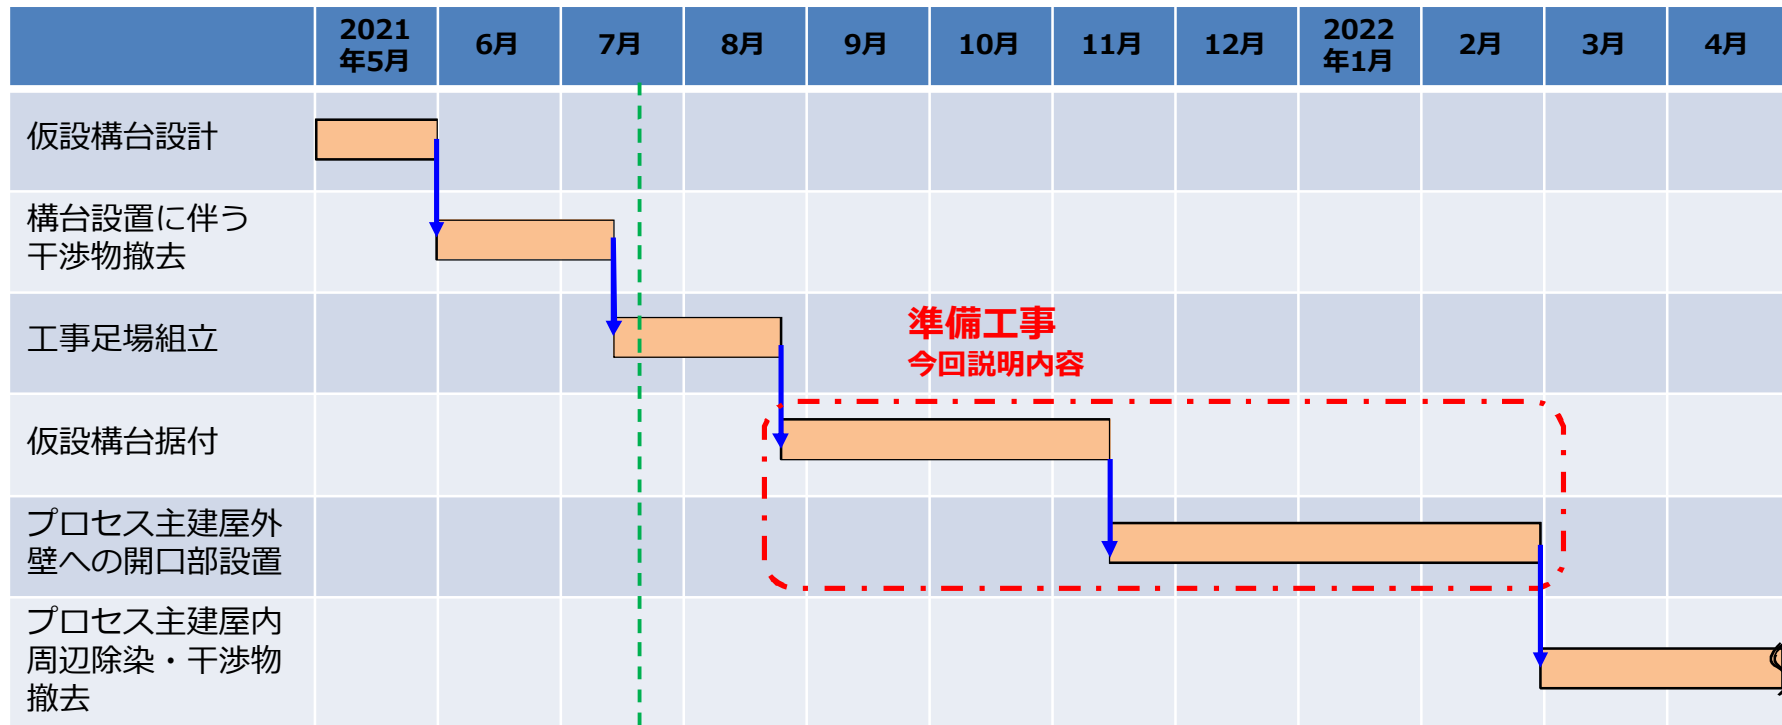 2021
年5月
6月
7月
8月
9月
10月
11月
12月
2022
年1月
2月
3月
4月
仮設構台設計
構台設置に伴う
干渉物撤去
工事足場組立
準備工事
今回説明内容
仮設構台据付
プロセス主建屋外
壁への開口部設置
プロセス主建屋内
周辺除染・干渉物
撤去